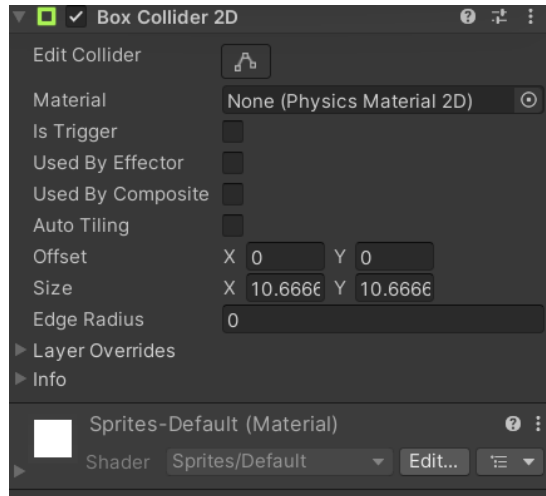 Box Collider 2D
Edit Collider
Material None (Physics Material 2D)
Is Trigger
Used By Effector
Used By Composite
Auto Tiling
Offset X 0 Y 0
Size X 10.6666 Y 10.6666
Edge Radius 0
Layer Overrides
Info
Sprites-Default (Material)
Shader Sprites/Default Edit...